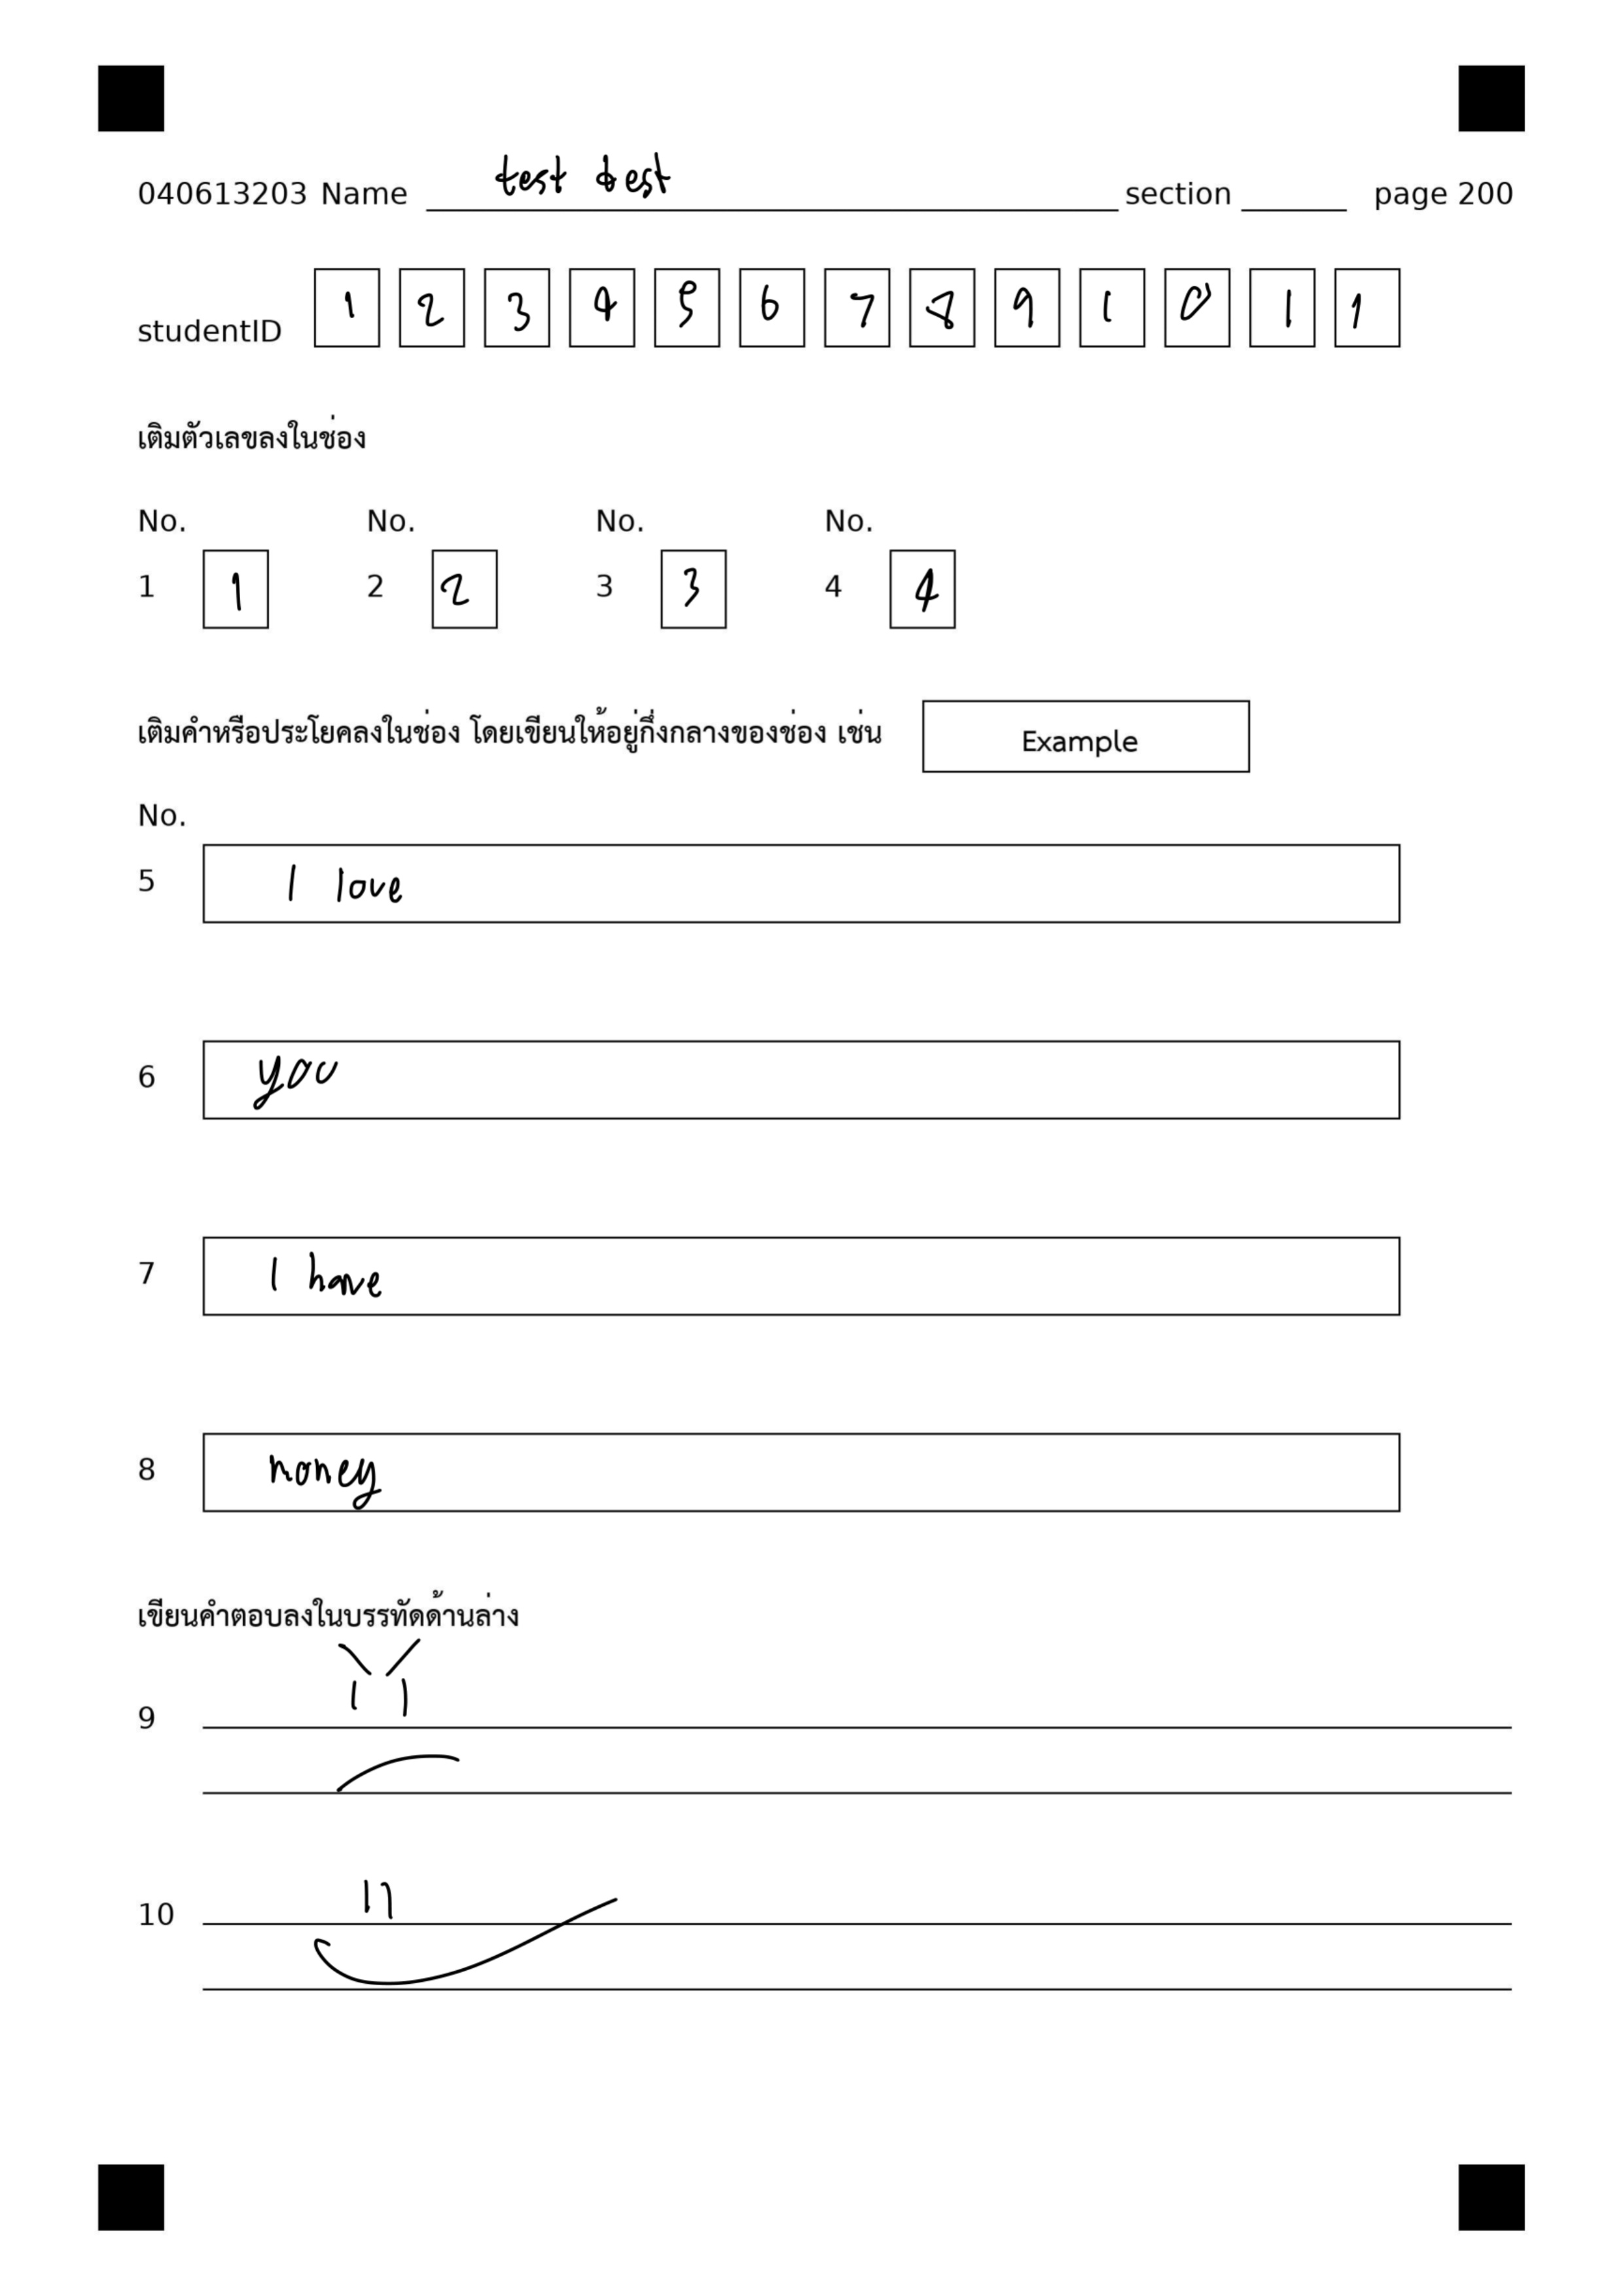 040613203 Name test test section page 200
studentID 1 2 3 4 5 6 7 8 9 1 0 1 1
เติมตัวเลขลงในช่อง
No. No. No. No.
1 1 2 2 3 3 4 4
เติมคำหรือประโยคลงในช่อง โดยเขียนให้อยู่กึ่งกลางของช่อง เช่น Example
No.
5 I love
6 you
7 I have
8 money
เขียนคำตอบลงในบรรทัดด้านล่าง
9
10